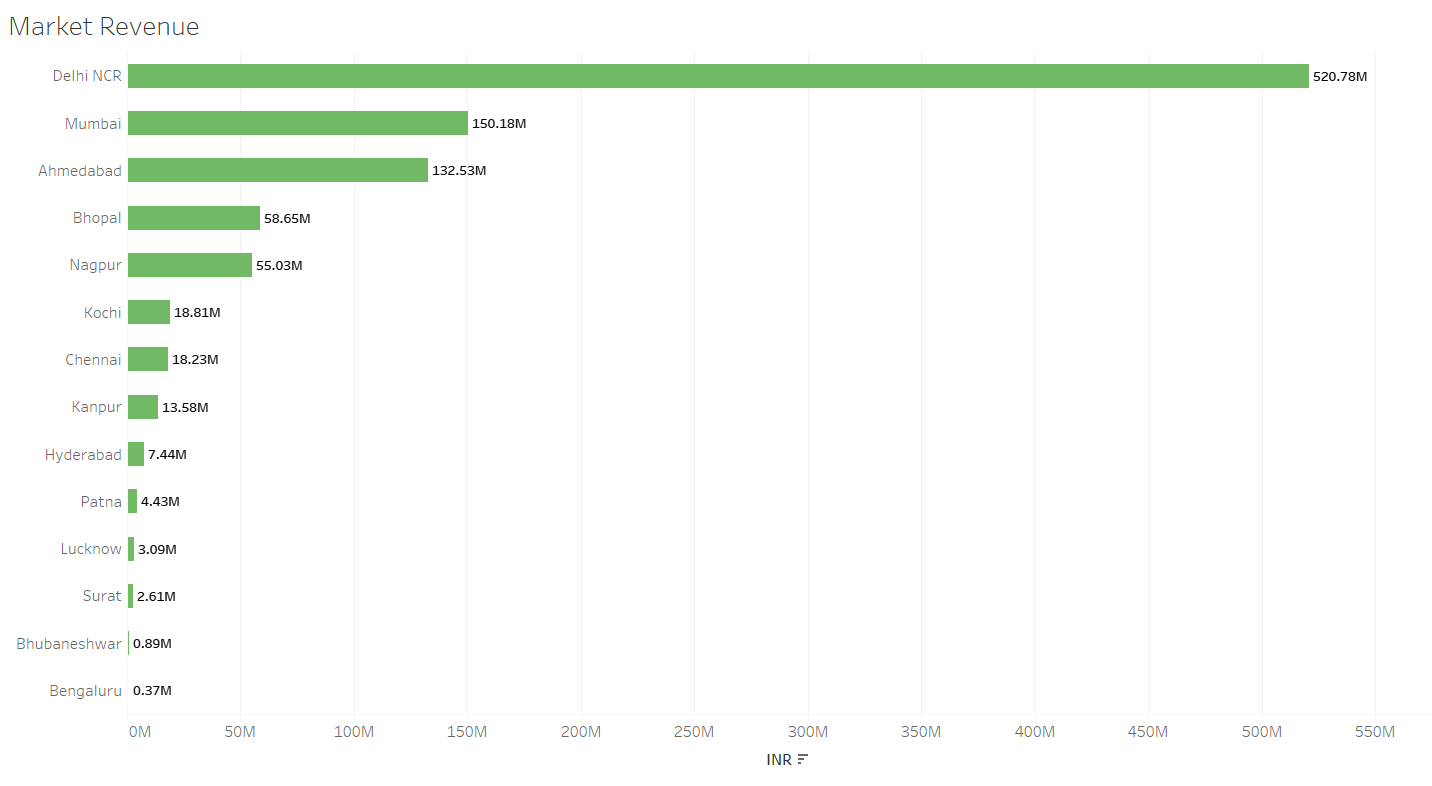 Market Revenue
Delhi NCR 520.78M
Mumbai 150.18M
Ahmedabad 132.53M
Bhopal 58.65M
Nagpur 55.03M
Kochi 18.81M
Chennai 18.23M
Kanpur 13.58M
Hyderabad 7.44M
Patna 4.43M
Lucknow 3.09M
Surat 2.61M
Bhubaneshwar 0.89M
Bengaluru 0.37M
0M 50M 100M 150M 200M 250M 300M 350M 400M 450M 500M 550M
INR